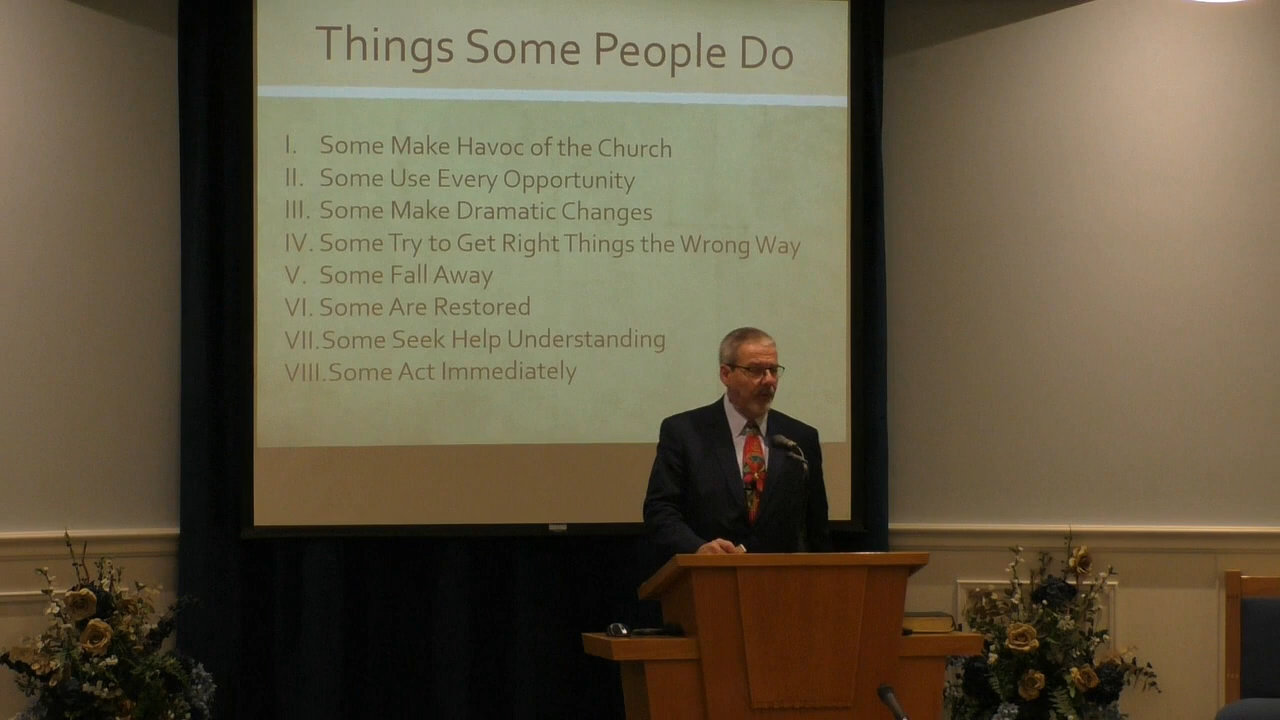 Things Some People Do
I. Some Make Havoc of the Church
II. Some Use Every Opportunity
III. Some Make Dramatic Changes
IV. Some Try to Get Right Things the Wrong Way
V. Some Fall Away
VI. Some Are Restored
VII.Some Seek Help Understanding
VIII.Some Act Immediately